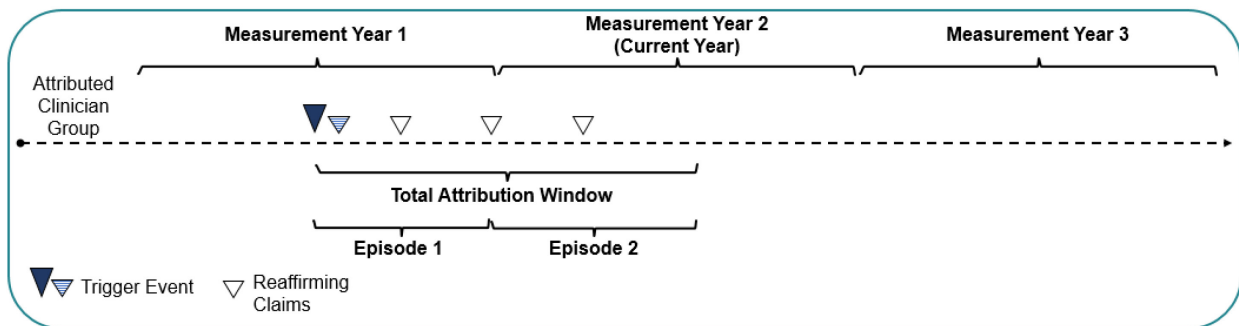 Measurement Year 1
Measurement Year 2
(Current Year)
Measurement Year 3
Attributed
Clinician
Group
Total Attribution Window
Episode 1
Episode 2
Trigger Event
Reaffirming
Claims